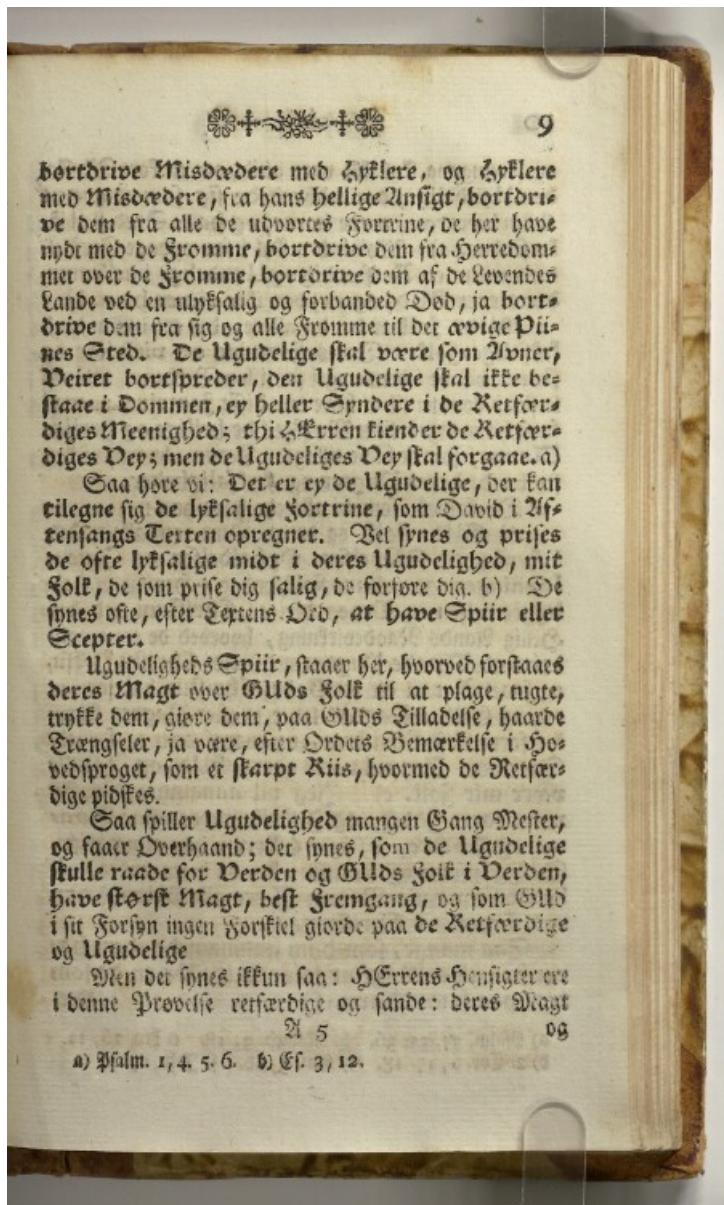 9
bortdrive Misdædere med Hyklere, og Hyklere
med Misdædere, fra hans hellige Ansigt, bortdri-
ve dem fra alle de udvortes Fortrine, de her have
nydt med de Fromme, bortdrive dem fra Herredom-
met over de Fromme, bortdrive dem af de Levendes
Lande ved en ulyksalig og forbanded Død, ja bort-
drive dem fra sig og alle Fromme til det ævige Pii-
nes Sted. De Ugudelige skal være som Avner,
Veiret bortspreder, den Ugudelige skal ikke be-
staae i Dommen, ey heller Syndere i de Retfær-
diges Meenighed; thi HErren kiender de Retfær-
diges Vey; men de Ugudeliges Vey skal forgaae. a)
Saa høre vi: Det er ey de Ugudelige, der kan
tilegne sig de lyksalige Fortrine, som David i Af-
tensangs Texten opregner. Vel synes og prises
de ofte lyksalige midt i deres Ugudelighed, mit
Folk, de som prise dig salig, de forføre dig. b) De
synes ofte, efter Textens Ord, at have Spiir eller
Scepter.
Ugudeligheds Spiir, staaer her, hvorved forstaaes
deres Magt over GUds Folk til at plage, tugte,
trykke dem, giøre dem, paa GUds Tilladelse, haarde
Trængseler, ja være, efter Ordets Bemærkelse i Ho-
vedsproget, som et skarpt Riis, hvormed de Retfær-
dige pidskes.
Saa spiller Ugudelighed mangen Gang Mester,
og faaer Overhaand; det synes, som de Ugudelige
skulle raade for Verden og GUds Folk i Verden,
have størst Magt, best Fremgang, og som GUd
i sit Forsyn ingen Forskiel giorde paa de Retfærdige
og Ugudelige
Men det synes ikkun saa: HErrens Hensigter ere
i denne Prøvelse retfærdige og sande: deres Magt
A 5 og
a) Psalm. 1, 4. 5. 6. b) Es. 3, 12.